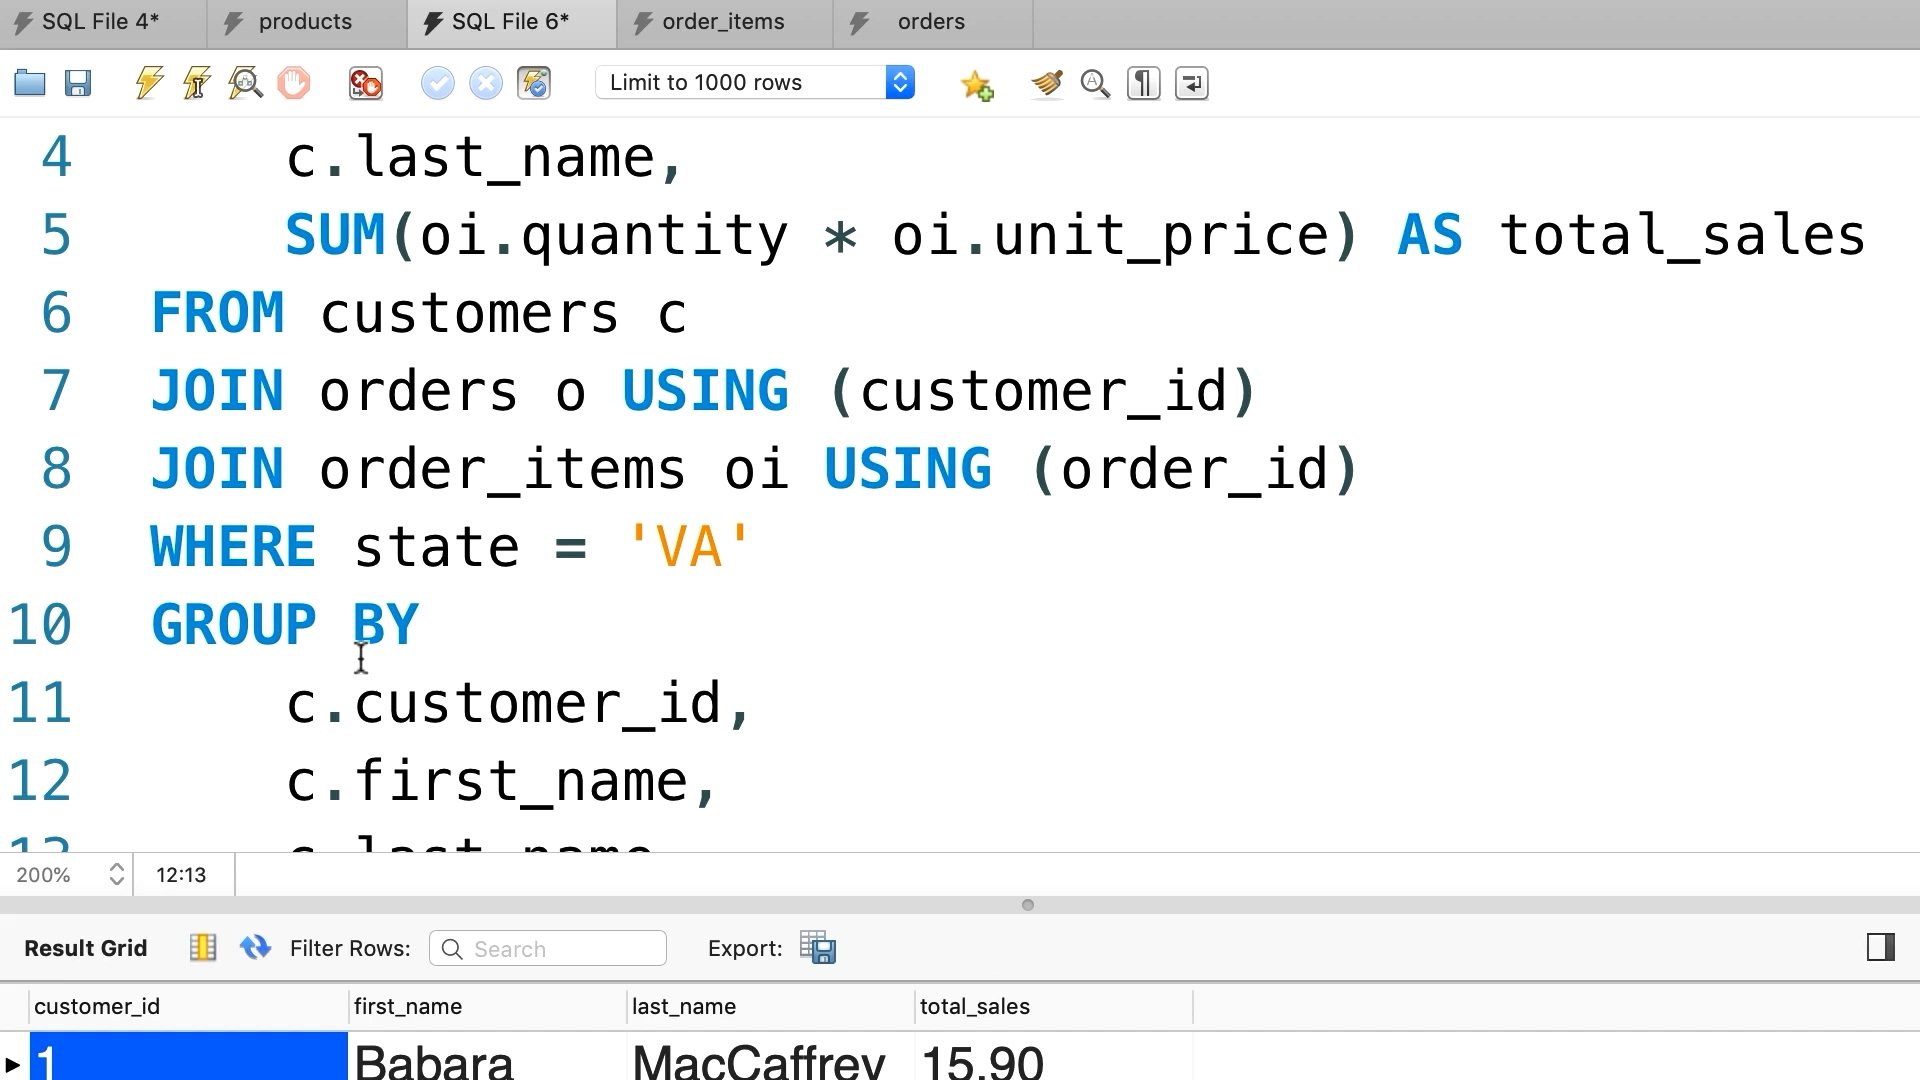 SQL File 4* products SQL File 6* order_items orders
Limit to 1000 rows
4 c.last_name,
5 SUM(oi.quantity * oi.unit_price) AS total_sales
6 FROM customers c
7 JOIN orders o USING (customer_id)
8 JOIN order_items oi USING (order_id)
9 WHERE state = 'VA'
10 GROUP BY
11 c.customer_id,
12 c.first_name,
13 c.last_name
200% 12:13
Result Grid Filter Rows: Search Export:
customer_id first_name last_name total_sales
1 Babara MacCaffrey 15.90